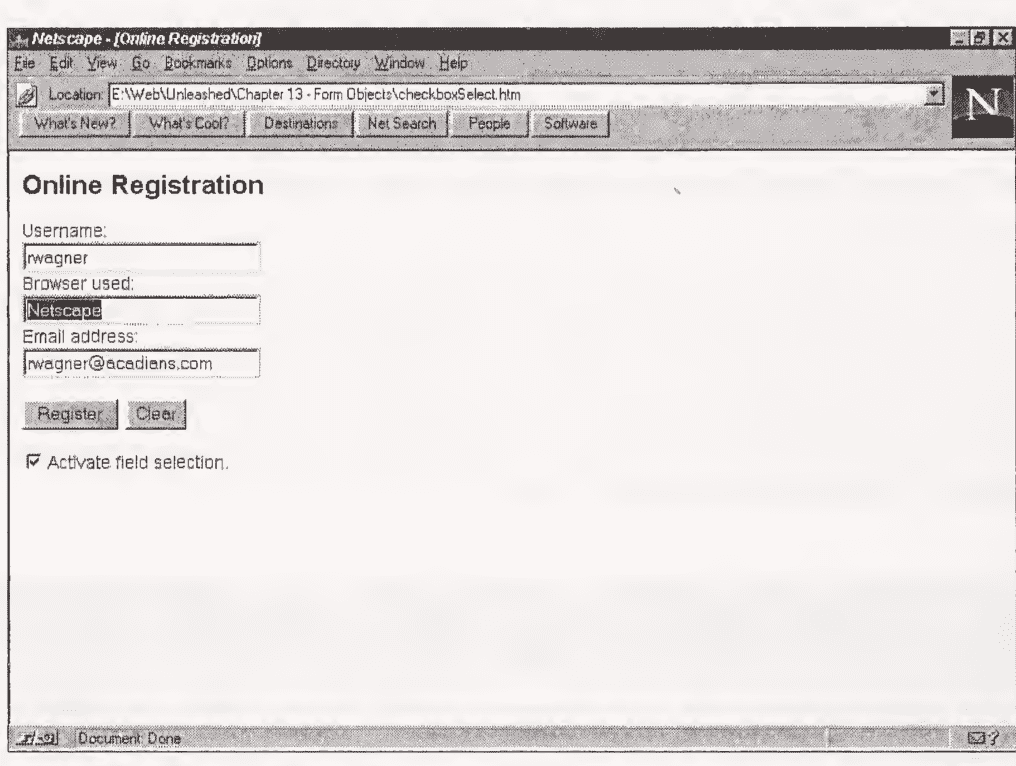 Netscape - [Online Registration]
File Edit View Go Bookmarks Options Directory Window Help
Location: E:\Web\Unleashed\Chapter 13 - Form Objects\checkboxSelect.htm
N
What's New? What's Cool? Destinations Net Search People Software
Online Registration
Username:
rwagner
Browser used:
Netscape
Email address:
rwagner@acadians.com
Register Clear
Activate field selection.
Document: Done
?